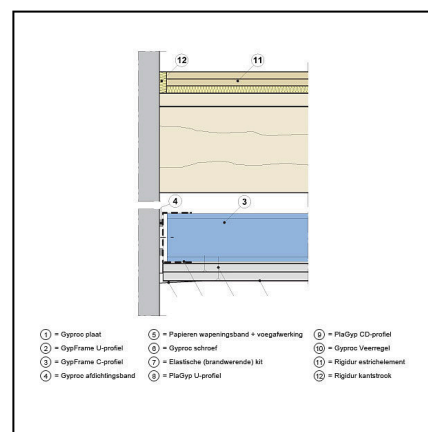 12
11
4
3
1 = Gyproc plaat
2 = GypFrame U-profiel
3 = GypFrame C-profiel
4 = Gyproc afdichtingsband
5 = Papieren wapeningsband + voegafwerking
6 = Gyproc schroef
7 = Elastische (brandwerende) kit
8 = PlaGyp U-profiel
9 = PlaGyp CD-profiel
10 = Gyproc Veerregel
11 = Rigidur estrichelement
12 = Rigidur kantstrook